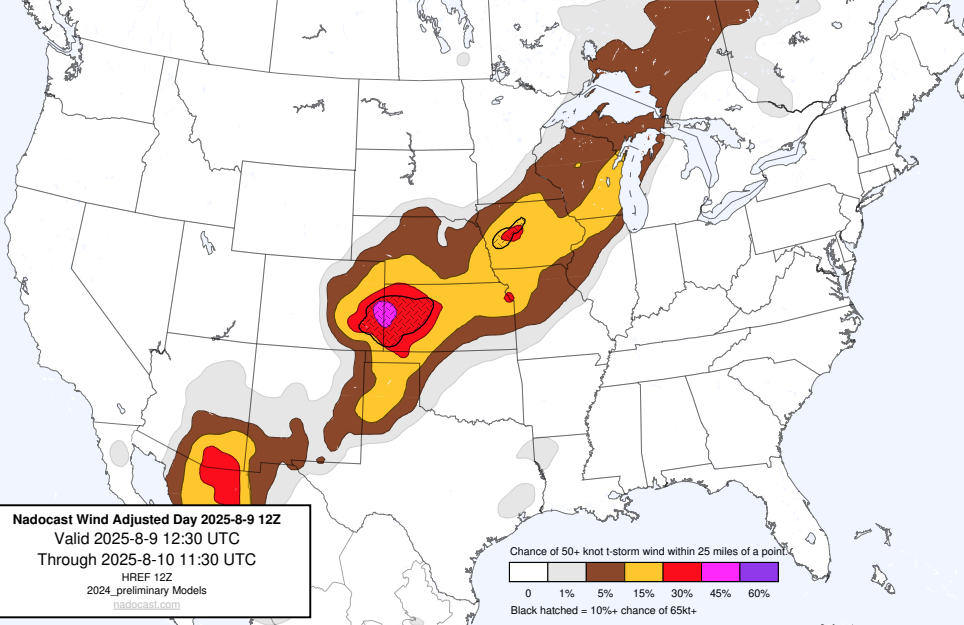 Nadocast Wind Adjusted Day 2025-8-9 12Z
Valid 2025-8-9 12:30 UTC
Through 2025-8-10 11:30 UTC
HREF 12Z
2024_preliminary Models
nadocast.com
Chance of 50+ knot t-storm wind within 25 miles of a point.
0 1% 5% 15% 30% 45% 60%
Black hatched = 10%+ chance of 65kt+